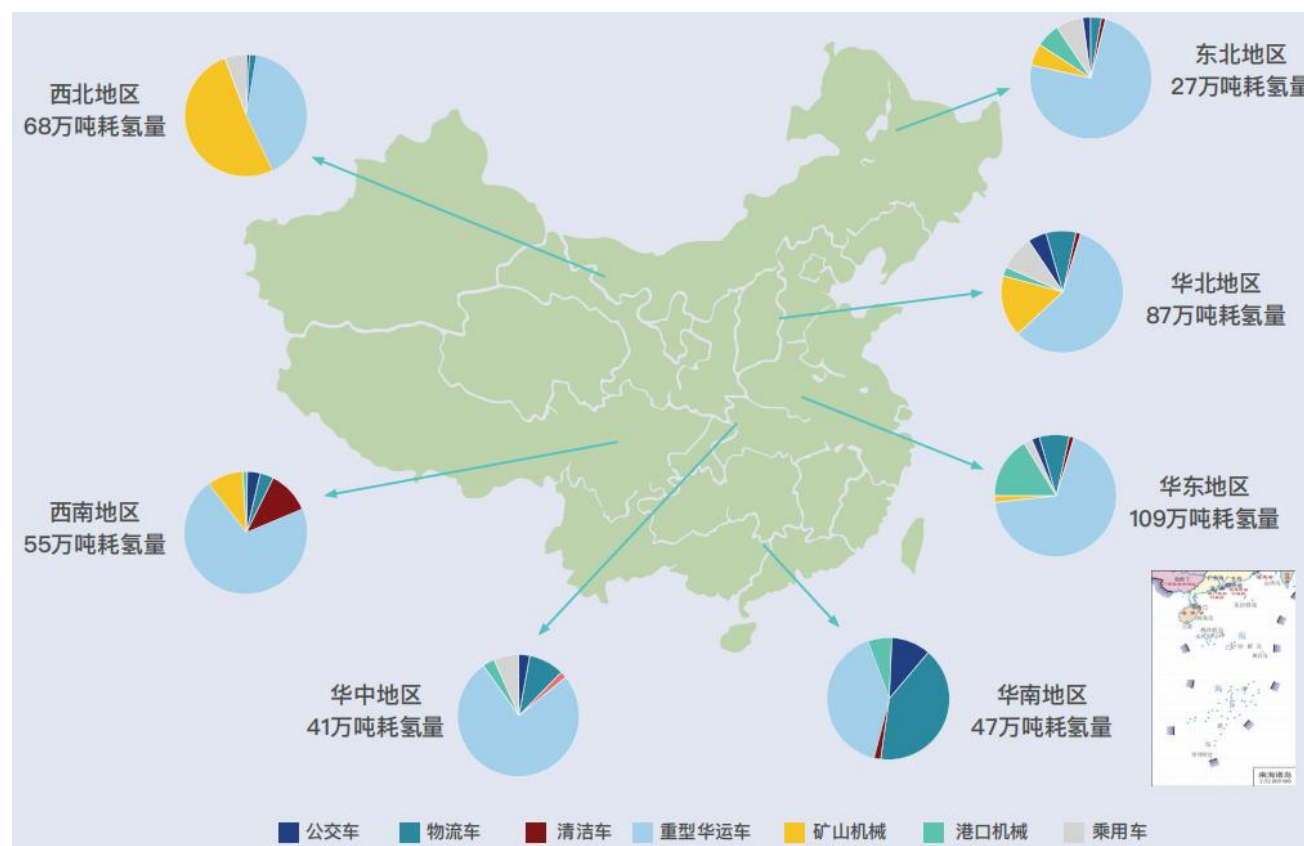 西北地区
68万吨耗氢量
东北地区
27万吨耗氢量
华北地区
87万吨耗氢量
华东地区
109万吨耗氢量
西南地区
55万吨耗氢量
华中地区
41万吨耗氢量
华南地区
47万吨耗氢量
南海诸岛
公交车
物流车
清洁车
重型华运车
矿山机械
港口机械
乘用车